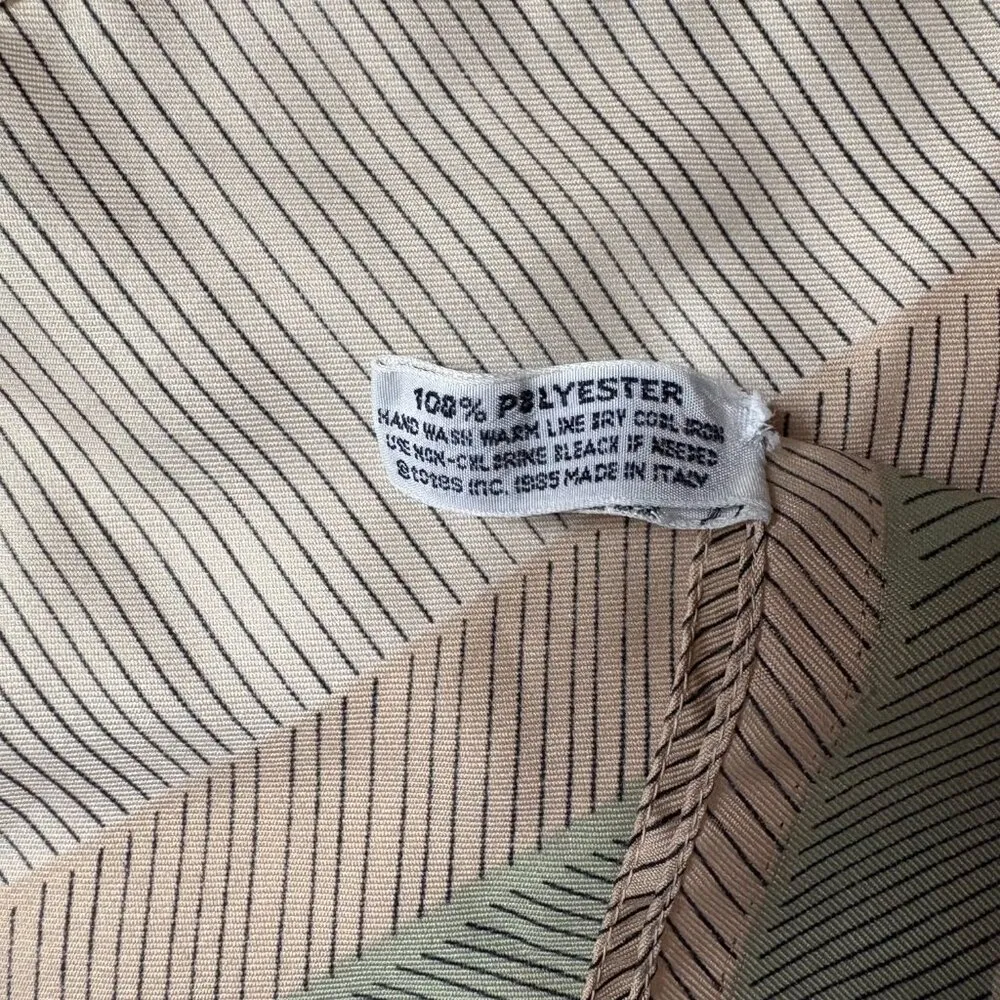 100% POLYESTER
HAND WASH WARM LINE DRY COOL IRON
USE NON-CHLORINE BLEACH IF NEEDED
INC. 1985 MADE IN ITALY